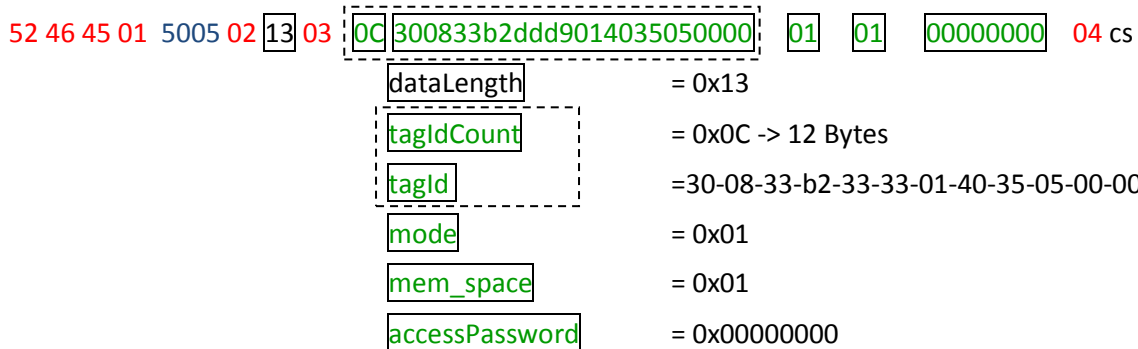 52 46 45 01 5005 02 13 03 0C 300833b2ddd9014035050000 01 01 00000000 04 cs
dataLength = 0x13
tagIdCount = 0x0C -> 12 Bytes
tagId =30-08-33-b2-33-33-01-40-35-05-00-00
mode = 0x01
mem_space = 0x01
accessPassword = 0x00000000